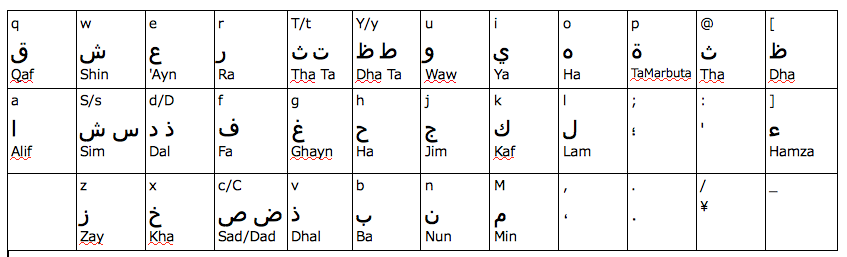 q w e r T/t Y/y u i o p @ [
ق ش ع ر ت ث ط ظ و ي ه ة ث ظ
Qaf Shin 'Ayn Ra Tha Ta Dha Ta Waw Ya Ha TaMarbuta Tha Dha
a S/s d/D f g h j k l ; : ]
ا س ش ذ د ف غ ح ج ك ل ؛ ' ء
Alif Sim Dal Fa Ghayn Ha Jim Kaf Lam Hamza
z x c/C v b n M , . / _
ز خ ض ص ذ ب ن م ، . ¥
Zay Kha Sad/Dad Dhal Ba Nun Min